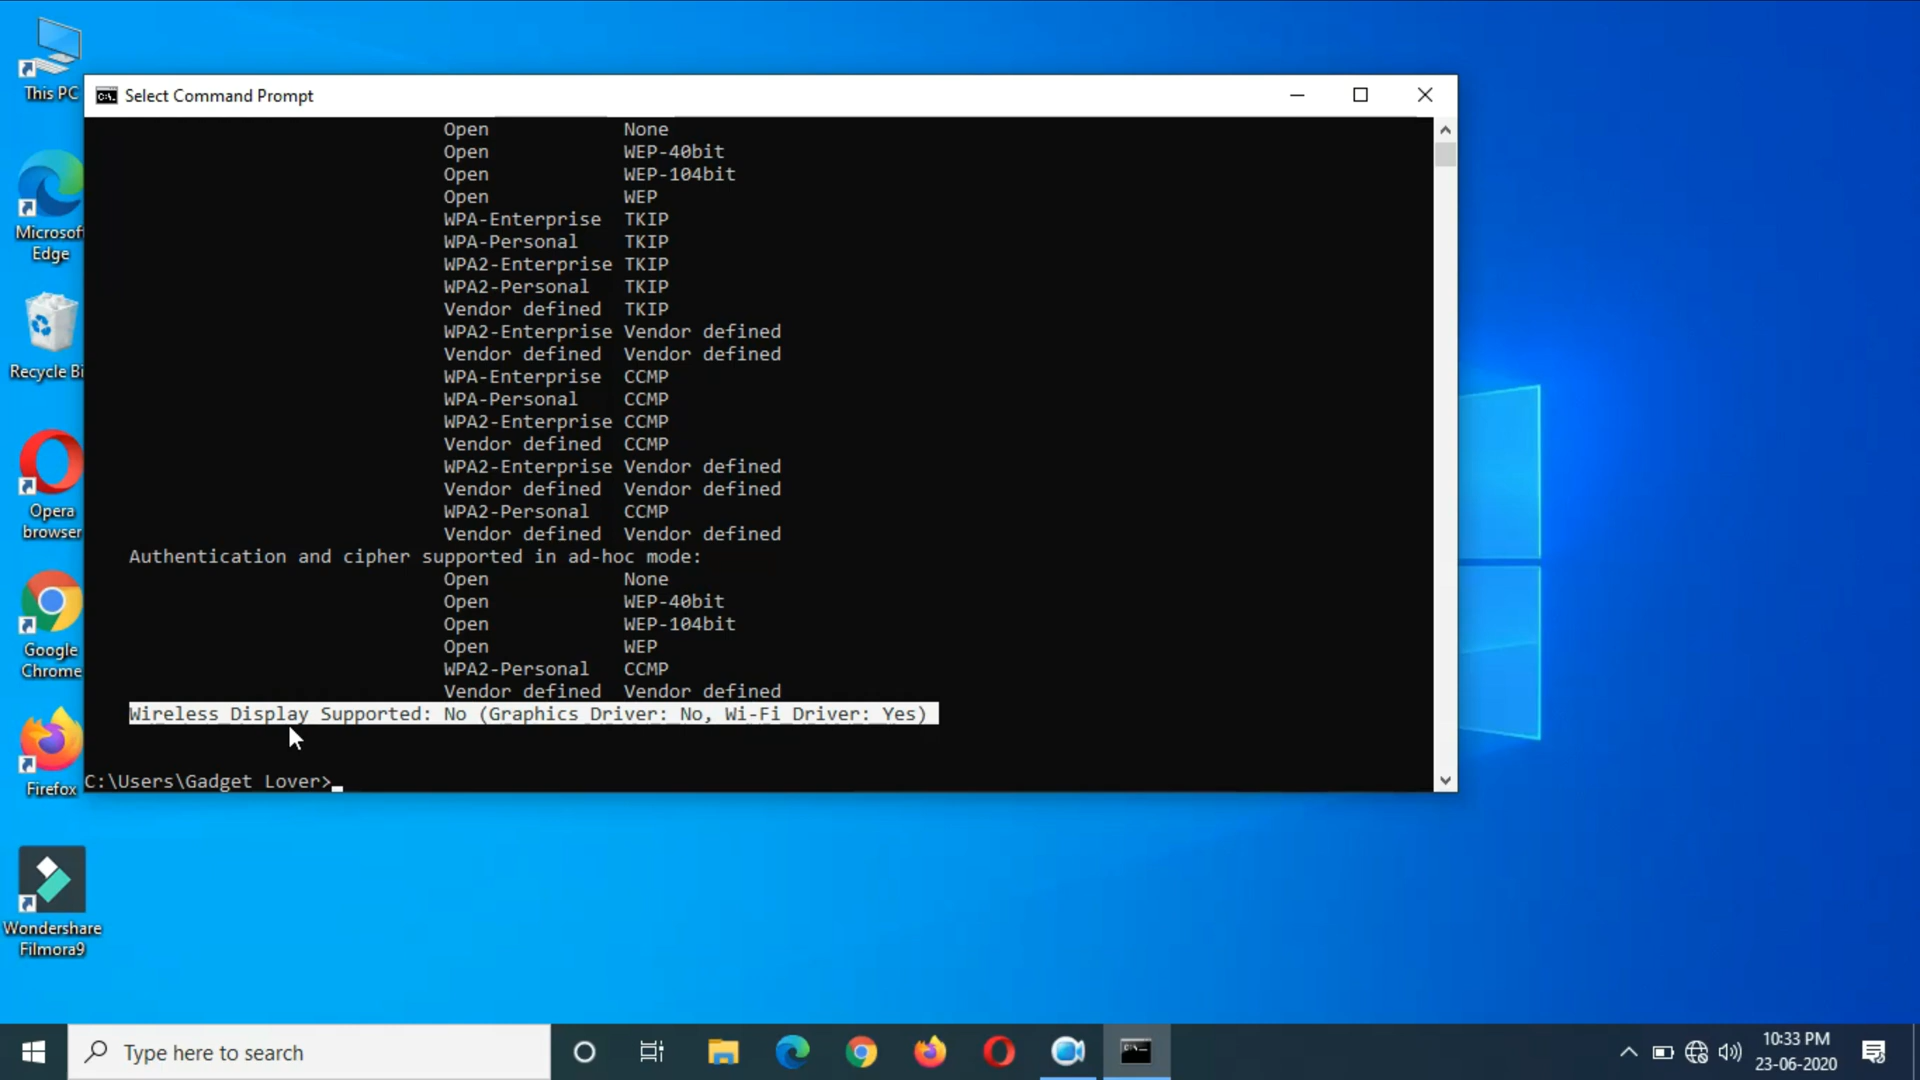 This PC
Microsoft
Edge
Recycle Bi
Opera
browser
Google
Chrome
Firefox
Wondershare
Filmora9
C:\.
Select Command Prompt
Open None
Open WEP-40bit
Open WEP-104bit
Open WEP
WPA-Enterprise TKIP
WPA-Personal TKIP
WPA2-Enterprise TKIP
WPA2-Personal TKIP
Vendor defined TKIP
WPA2-Enterprise Vendor defined
Vendor defined Vendor defined
WPA-Enterprise CCMP
WPA-Personal CCMP
WPA2-Enterprise CCMP
Vendor defined CCMP
WPA2-Enterprise Vendor defined
Vendor defined Vendor defined
WPA2-Personal CCMP
Vendor defined Vendor defined
Authentication and cipher supported in ad-hoc mode:
Open None
Open WEP-40bit
Open WEP-104bit
Open WEP
WPA2-Personal CCMP
Vendor defined Vendor defined
Wireless Display Supported: No (Graphics Driver: No, Wi-Fi Driver: Yes)
C:\Users\Gadget Lover>
Type here to search
10:33 PM
23-06-2020